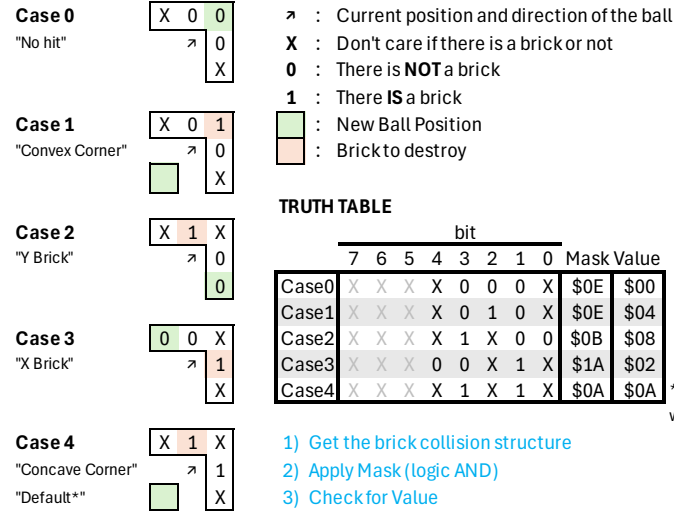 Case 0 X 0 0
"No hit" ↗ 0
X
↗ : Current position and direction of the ball
X : Don't care if there is a brick or not
0 : There is NOT a brick
1 : There IS a brick
: New Ball Position
: Brick to destroy
Case 1 X 0 1
"Convex Corner" ↗ 0
X
Case 2 X 1 X
"Y Brick" ↗ 0
0
Case 3 0 0 X
"X Brick" ↗ 1
X
Case 4 X 1 X
"Concave Corner" ↗ 1
"Default*" X
TRUTH TABLE
bit
7 6 5 4 3 2 1 0 Mask Value
Case0 X X X X 0 0 0 X $0E $00
Case1 X X X X 0 1 0 X $0E $04
Case2 X X X X 1 X 0 0 $0B $08
Case3 X X X 0 0 X 1 X $1A $02
Case4 X X X X 1 X 1 X $0A $0A *
1) Get the brick collision structure
2) Apply Mask (logic AND)
3) Check for Value